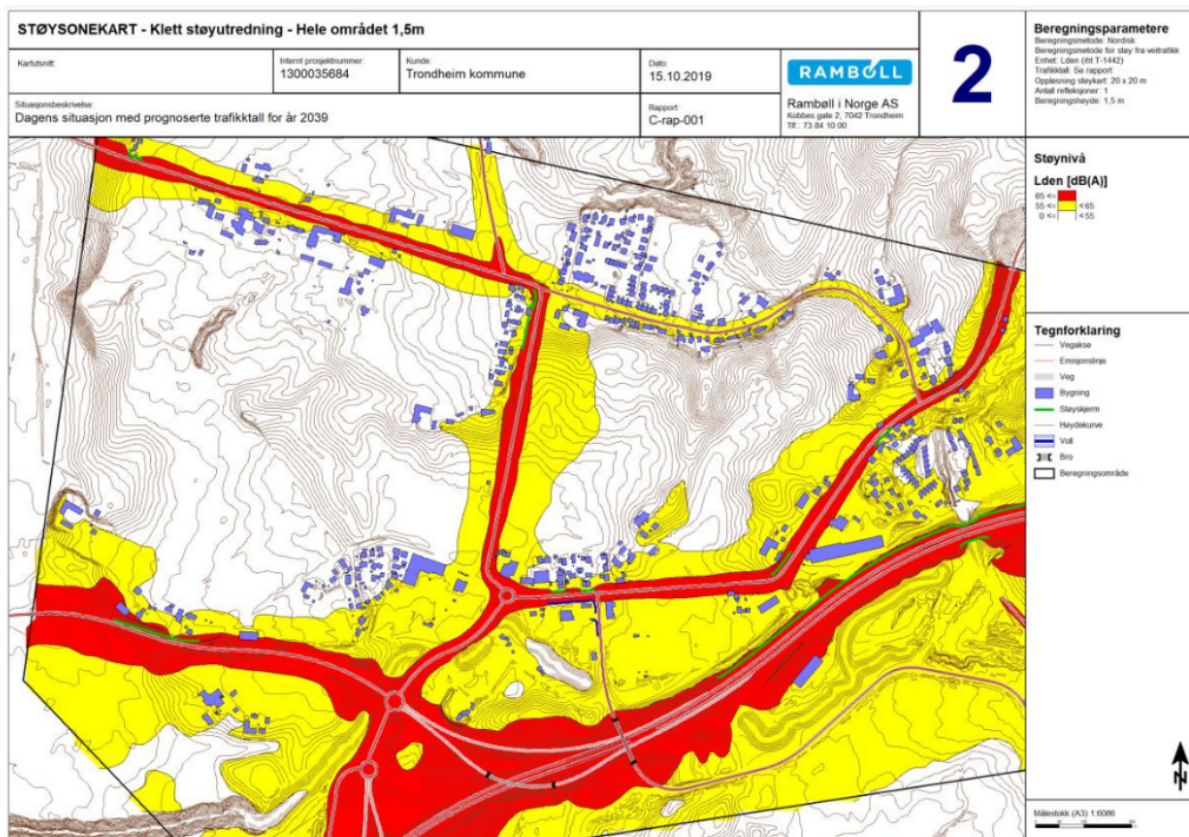 STØYSONEKART - Klett støyutredning - Hele området 1,5m
Kartutsnitt:
Internt prosjektnummer:
1300035684
Kunde:
Trondheim kommune
Dato:
15.10.2019
RAMBOLL
Situasjonsbeskrivelse:
Dagens situasjon med prognoserte trafikktall for år 2039
Rapport:
C-rap-001
Rambøll i Norge AS
Kobbes gate 2, 7042 Trondheim
Tlf.: 73 84 10 00
2
Beregningsparametere
Beregningsmetode: Nordisk
Beregningsmetode for støy fra veitrafikk
Enhet: Lden (iht T-1442)
Trafikktall: Se rapport
Oppløsning støykart: 20 x 20 m
Antall refleksjoner: 1
Beregningshøyde: 1,5 m
Støynivå
Lden [dB(A)]
65 <=
55 <= < 65
0 <= < 55
Tegnforklaring
Vegakse
Emisjonslinje
Veg
Bygning
Støyskjerm
Høydekurve
Voll
Bro
Beregningsområde
N
Målestokk (A3) 1:6086